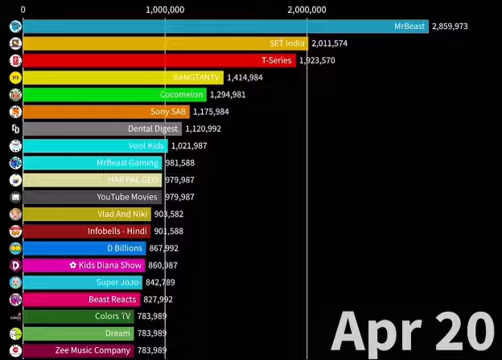 0 1,000,000 2,000,000
MrBeast 2,859,973
SET India 2,011,574
T-Series 1,923,570
BANGTANTV 1,414,984
Cocomelon 1,294,981
Sony SAB 1,175,984
Dental Digest 1,120,992
Voot Kids 1,021,987
MrBeast Gaming 981,588
HAR PAL GEO 979,987
YouTube Movies 979,987
Vlad And Niki 903,582
Infobells - Hindi 901,588
D Billions 867,992
✿ Kids Diana Show 860,987
Super JoJo 842,789
Beast Reacts 827,992
Colors TV 783,989
Dream 783,989
Zee Music Company 783,989
Apr 20